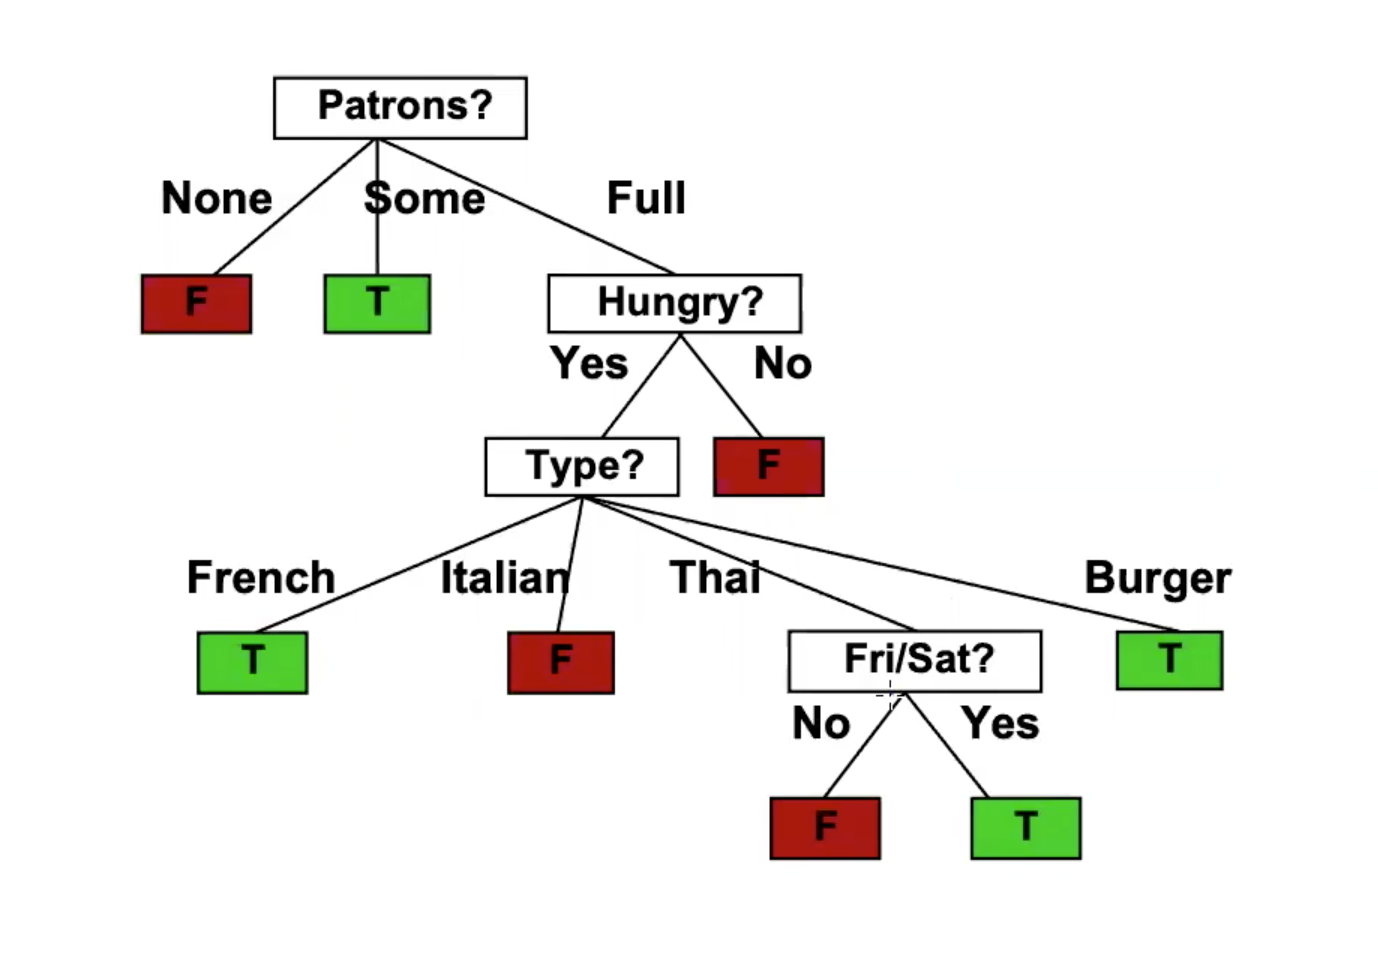 Patrons?
None Some Full
F T Hungry?
Yes No
Type? F
French Italian Thai Burger
T F Fri/Sat? T
No Yes
F T